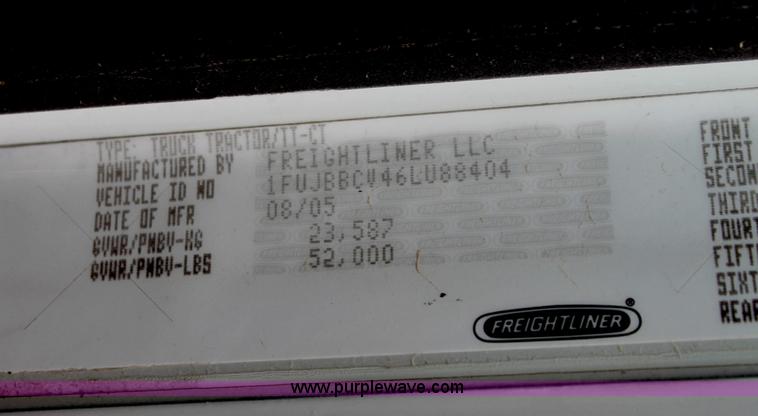 TYPE: TRUCK TRACTOR/TT-CT
MANUFACTURED BY FREIGHTLINER LLC
VEHICLE ID NO 1FUJBBCV46LU88404
DATE OF MFR 08/05
GVWR/PNBV-KG 23,587
GVWR/PNBV-LBS 52,000
FRONT
FIRST
SECON
THIRD
FOURT
FIFT
SIXT
REAR
FREIGHTLINER®
www.purplewave.com